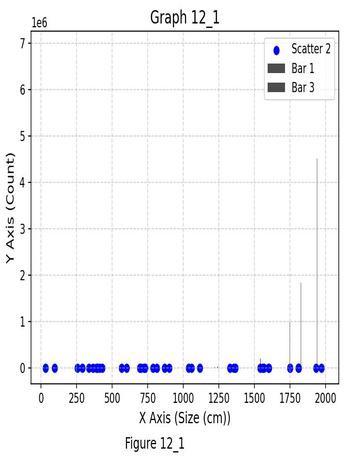 Graph 12_1
1e6
Scatter 2
Bar 1
Bar 3
7
6
5
4
3
2
1
0
Y Axis (Count)
0 250 500 750 1000 1250 1500 1750 2000
X Axis (Size (cm))
Figure 12_1